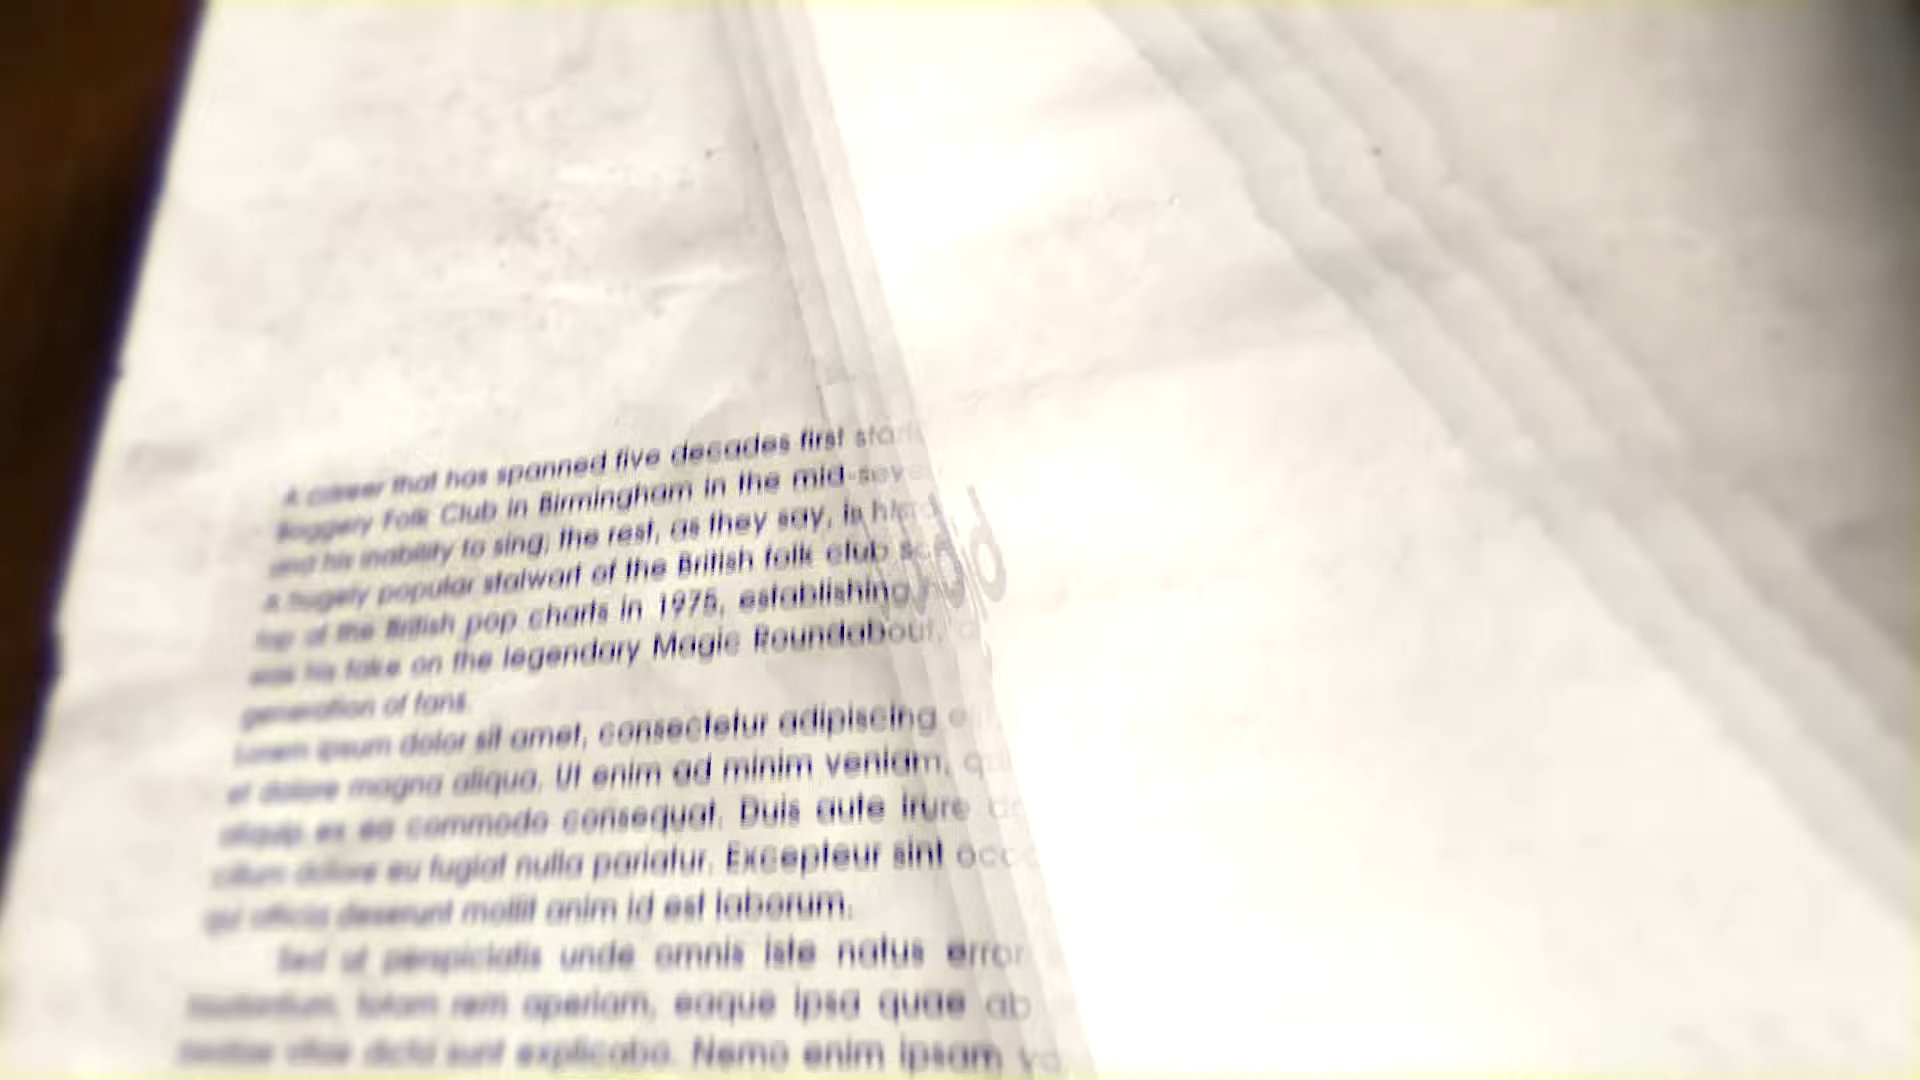 A career that has spanned five decades first
Boggery Folk Club in Birmingham in the mid-
and his inability to sing; the rest, as they say, is
A hugely popular stalwart of the British folk club
top of the British pop charts in 1975, establishing
was his take on the legendary Magic Roundabout,
generation of fans.
Lorem ipsum dolor sit amet, consectetur adipiscing
et dolore magna aliqua. Ut enim ad minim veniam,
aliquip ex ea commodo consequat. Duis aute irure
cillum dolore eu fugiat nulla pariatur. Excepteur sint
qui officia deserunt mollit anim id est laborum.
Sed ut perspiciatis unde omnis iste natus error
totam rem aperiam, eaque ipsa quae ab
beatae vitae dicta sunt explicabo. Nemo enim ipsam